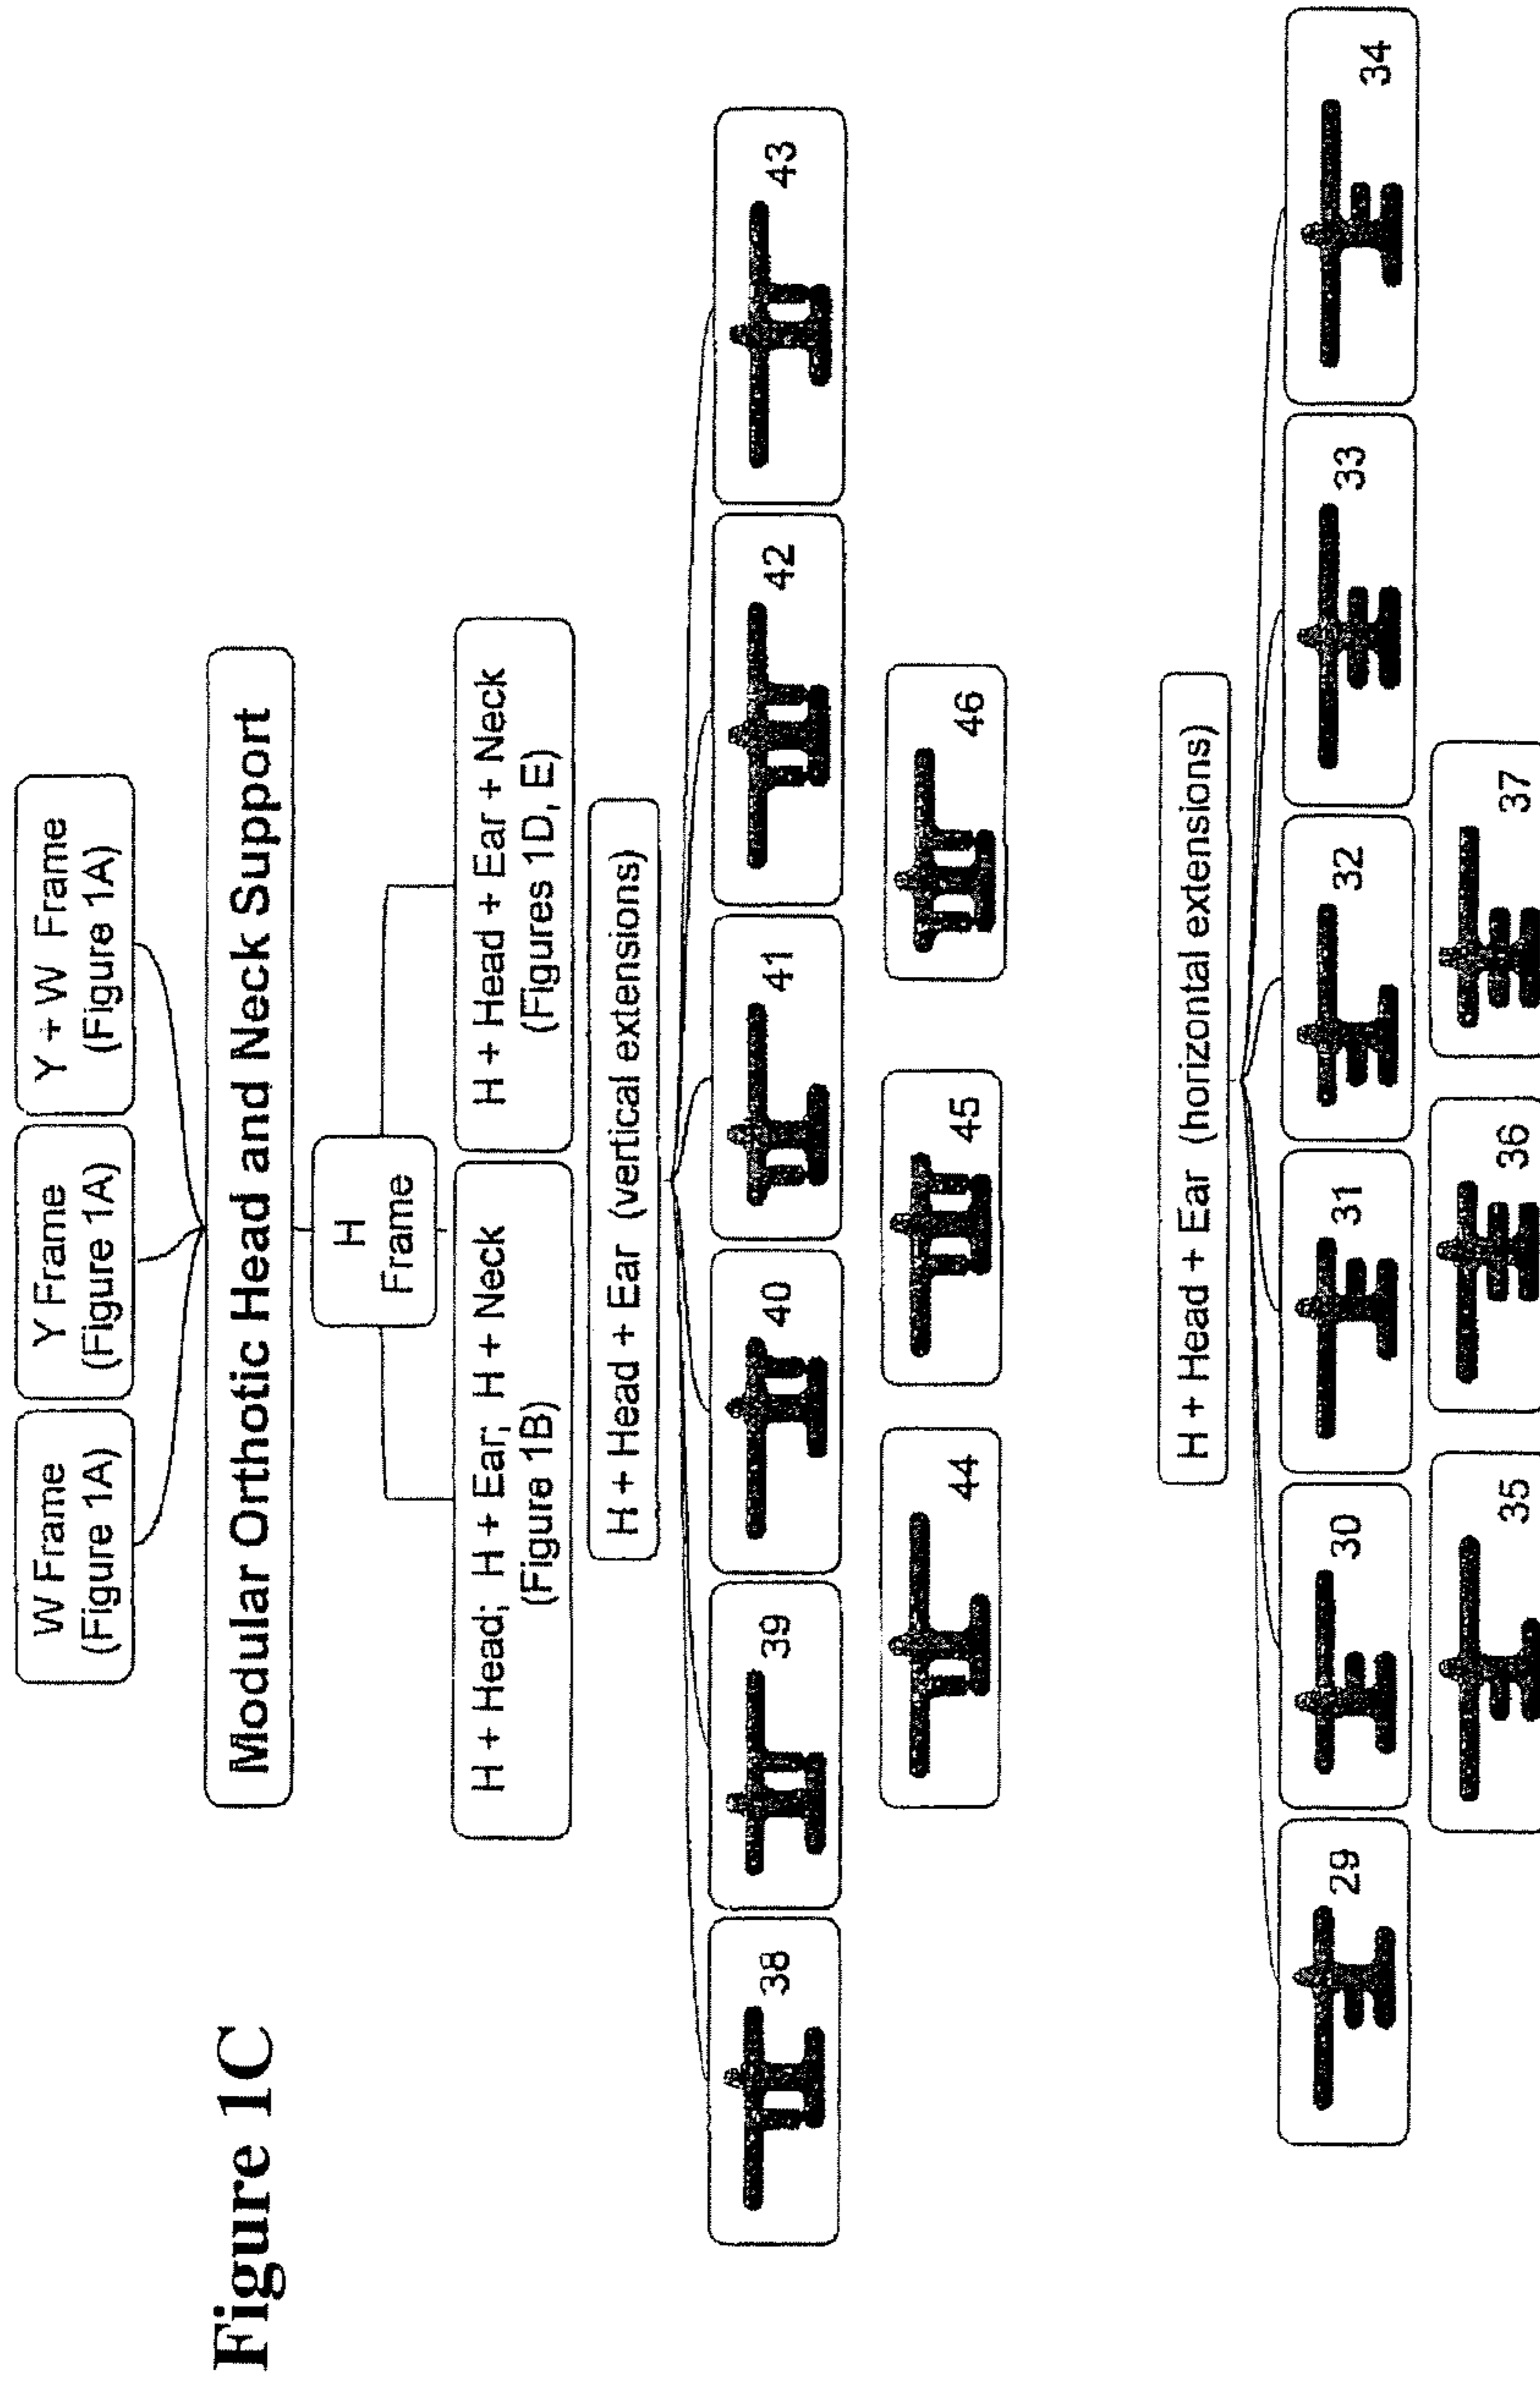 Figure 1C
W Frame
(Figure 1A)
Y Frame
(Figure 1A)
Y + W Frame
(Figure 1A)
Modular Orthotic Head and Neck Support
H
Frame
H + Head; H + Ear; H + Neck
(Figure 1B)
H + Head + Ear + Neck
(Figures 1D, E)
H + Head + Ear (vertical extensions)
38
39
40
41
42
43
44
45
46
H + Head + Ear (horizontal extensions)
29
30
31
32
33
34
35
36
37